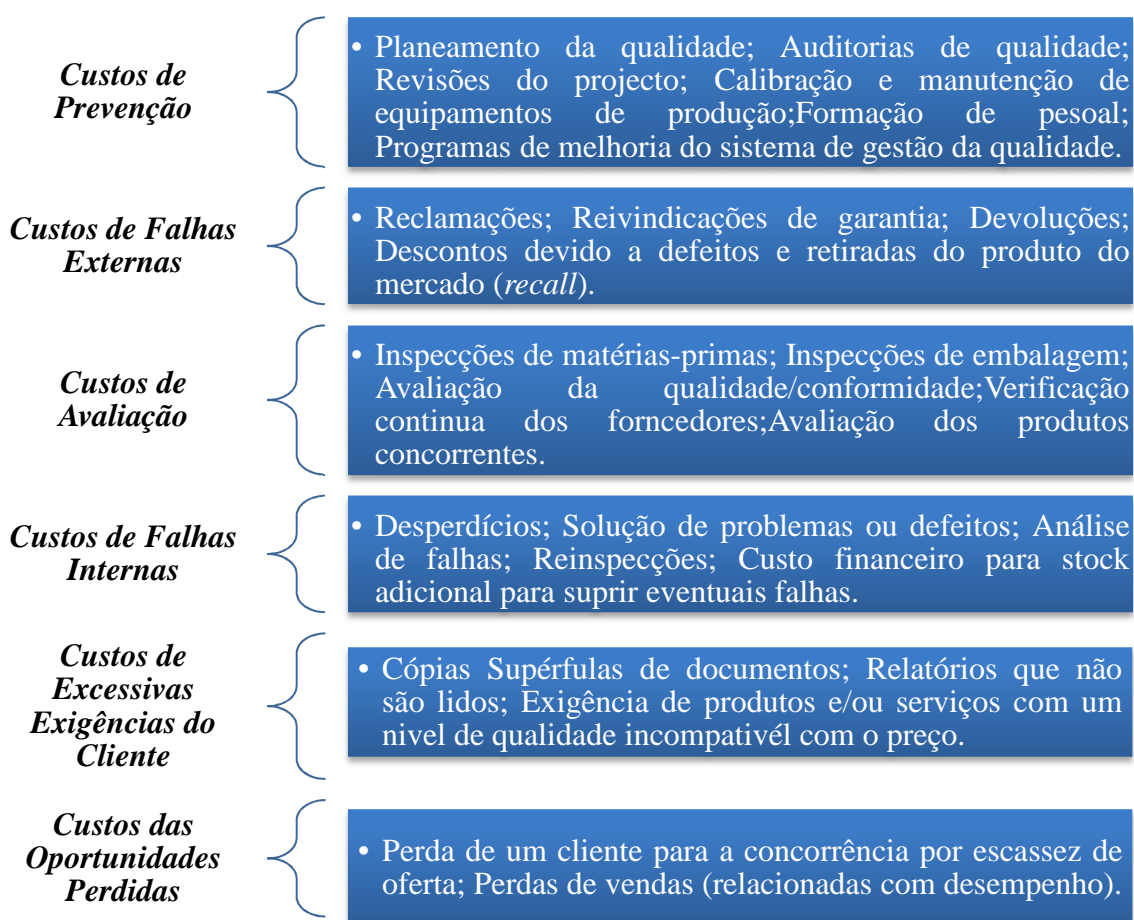 Custos de
Prevenção
• Planeamento da qualidade; Auditorias de qualidade;
Revisões do projecto; Calibração e manutenção de
equipamentos de produção;Formação de pesoal;
Programas de melhoria do sistema de gestão da qualidade.
Custos de Falhas
Externas
• Reclamações; Reivindicações de garantia; Devoluções;
Descontos devido a defeitos e retiradas do produto do
mercado (recall).
Custos de
Avaliação
• Inspecções de matérias-primas; Inspecções de embalagem;
Avaliação da qualidade/conformidade;Verificação
continua dos forncedores;Avaliação dos produtos
concorrentes.
Custos de Falhas
Internas
• Desperdícios; Solução de problemas ou defeitos; Análise
de falhas; Reinspecções; Custo financeiro para stock
adicional para suprir eventuais falhas.
Custos de
Excessivas
Exigências do
Cliente
• Cópias Supérfulas de documentos; Relatórios que não
são lidos; Exigência de produtos e/ou serviços com um
nivel de qualidade incompativél com o preço.
Custos das
Oportunidades
Perdidas
• Perda de um cliente para a concorrência por escassez de
oferta; Perdas de vendas (relacionadas com desempenho).